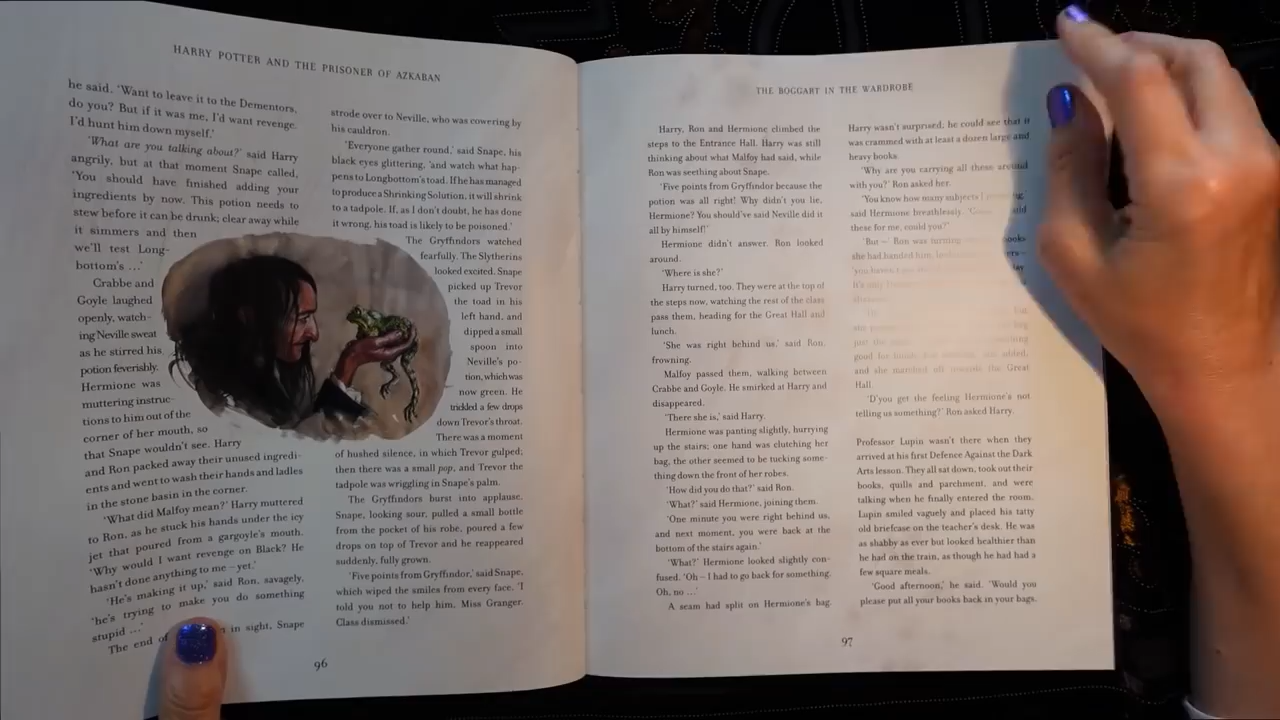 HARRY POTTER AND THE PRISONER OF AZKABAN
he said. 'Want to leave it to the Dementors,
do you? But if it was me, I'd want revenge.
I'd hunt him down myself.'
'What are you talking about?' said Harry
angrily, but at that moment Snape called,
'You should have finished adding your
ingredients by now. This potion needs to
stew before it can be drunk; clear away while
it simmers and then
we'll test Long-
bottom's ...'
Crabbe and
Goyle laughed
openly, watch-
ing Neville sweat
as he stirred his
potion feverishly.
Hermione was
muttering instruc-
tions to him out of the
corner of her mouth, so
that Snape wouldn't see. Harry
and Ron packed away their unused ingredi-
ents and went to wash their hands and ladles
in the stone basin in the corner.
'What did Malfoy mean?' Harry muttered
to Ron, as he stuck his hands under the icy
jet that poured from a gargoyle's mouth.
'Why would I want revenge on Black? He
hasn't done anything to me – yet.'
'He's making it up,' said Ron, savagely,
'he's trying to make you do something
stupid ...'
The end of in sight, Snape
strode over to Neville, who was cowering by
his cauldron.
'Everyone gather round,' said Snape, his
black eyes glittering, 'and watch what hap-
pens to Longbottom's toad. If he has managed
to produce a Shrinking Solution, it will shrink
to a tadpole. If, as I don't doubt, he has done
it wrong, his toad is likely to be poisoned.'
The Gryffindors watched
fearfully. The Slytherins
looked excited. Snape
picked up Trevor
the toad in his
left hand, and
dipped a small
spoon into
Neville's po-
tion, which was
now green. He
trickled a few drops
down Trevor's throat.
There was a moment
of hushed silence, in which Trevor gulped;
then there was a small pop, and Trevor the
tadpole was wriggling in Snape's palm.
The Gryffindors burst into applause.
Snape, looking sour, pulled a small bottle
from the pocket of his robe, poured a few
drops on top of Trevor and he reappeared
suddenly, fully grown.
'Five points from Gryffindor,' said Snape,
which wiped the smiles from every face. 'I
told you not to help him, Miss Granger.
Class dismissed.'
96
THE BOGGART IN THE WARDROBE
Harry, Ron and Hermione climbed the
steps to the Entrance Hall. Harry was still
thinking about what Malfoy had said, while
Ron was seething about Snape.
'Five points from Gryffindor because the
potion was all right! Why didn't you lie,
Hermione? You should've said Neville did it
all by himself!'
Hermione didn't answer. Ron looked
around.
'Where is she?'
Harry turned, too. They were at the top of
the steps now, watching the rest of the class
pass them, heading for the Great Hall and
lunch.
'She was right behind us,' said Ron,
frowning.
Malfoy passed them, walking between
Crabbe and Goyle. He smirked at Harry and
disappeared.
'There she is,' said Harry.
Hermione was panting slightly, hurrying
up the stairs; one hand was clutching her
bag, the other seemed to be tucking some-
thing down the front of her robes.
'How did you do that?' said Ron.
'What?' said Hermione, joining them.
'One minute you were right behind us,
and next moment, you were back at the
bottom of the stairs again.'
'What?' Hermione looked slightly con-
fused. 'Oh – I had to go back for something.
Oh, no ...'
A seam had split on Hermione's bag.
Harry wasn't surprised; he could see that it
was crammed with at least a dozen large and
heavy books.
'Why are you carrying all these around
with you?' Ron asked her.
'You know how many subjects I
said Hermione breathlessly.
these for me, could you?'
'But –' Ron was turning
she had handed her,
'you
she
just the
good for
and she marched off towards the Great
Hall.
'D'you get the feeling Hermione's not
telling us something?' Ron asked Harry.
Professor Lupin wasn't there when they
arrived at his first Defence Against the Dark
Arts lesson. They all sat down, took out their
books, quills and parchment, and were
talking when he finally entered the room.
Lupin smiled vaguely and placed his tatty
old briefcase on the teacher's desk. He was
as shabby as ever but looked healthier than
he had on the train, as though he had had a
few square meals.
'Good afternoon,' he said. 'Would you
please put all your books back in your bags.
97